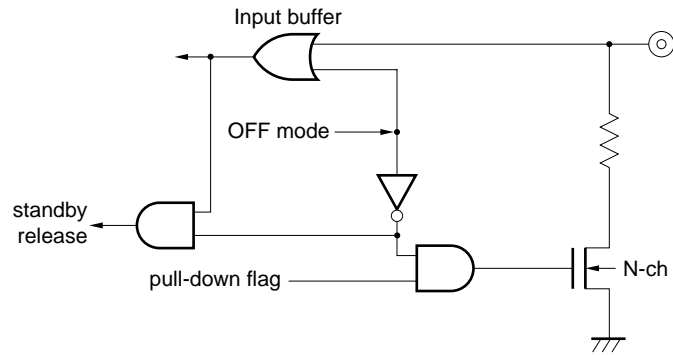 Input buffer
OFF mode
standby
release
pull-down flag
N-ch